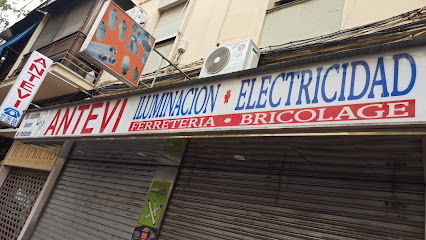 ANTEVI
ANTEVI
ILUMINACION * ELECTRICIDAD
FERRETERIA * BRICOLAGE